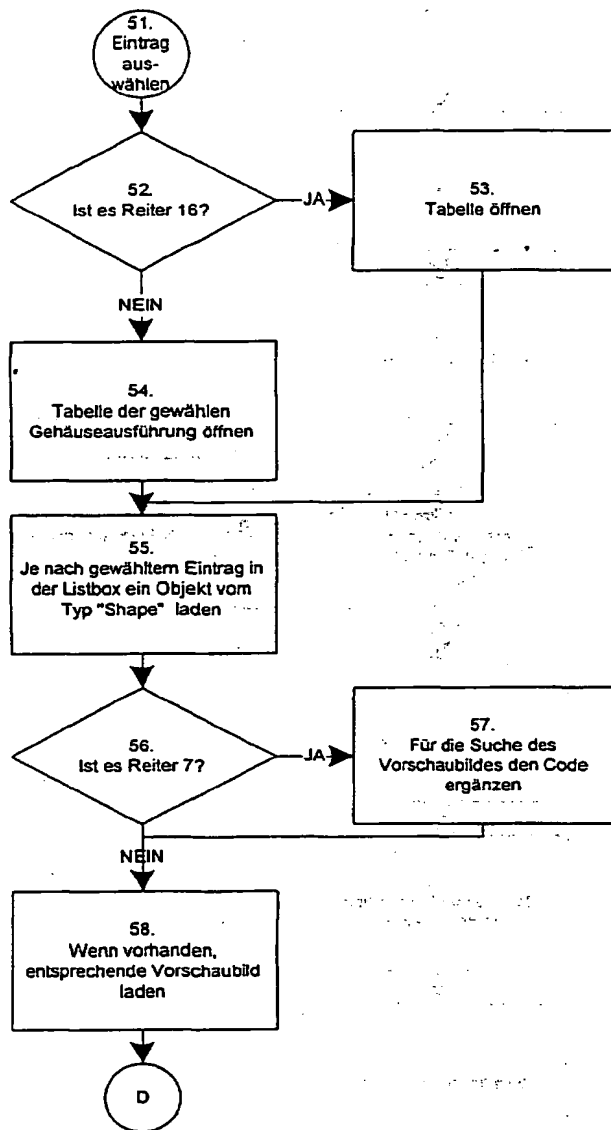 51.
Eintrag
aus-
wählen
52.
Ist es Reiter 16?
JA
53.
Tabelle öffnen
NEIN
54.
Tabelle der gewählen
Gehäuseausführung öffnen
55.
Je nach gewähltem Eintrag in
der Listbox ein Objekt vom
Typ "Shape" laden
56.
Ist es Reiter 7?
JA
57.
Für die Suche des
Vorschaubildes den Code
ergänzen
NEIN
58.
Wenn vorhanden,
entsprechende Vorschaubild
laden
D